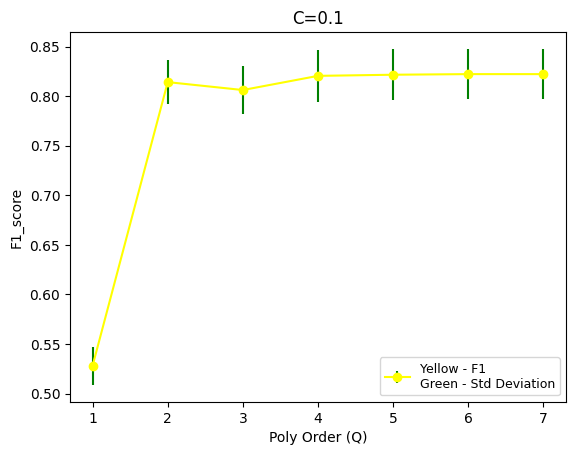 C=0.1
F1_score
0.85
0.80
0.75
0.70
0.65
0.60
0.55
0.50
Yellow - F1
Green - Std Deviation
1 2 3 4 5 6 7
Poly Order (Q)